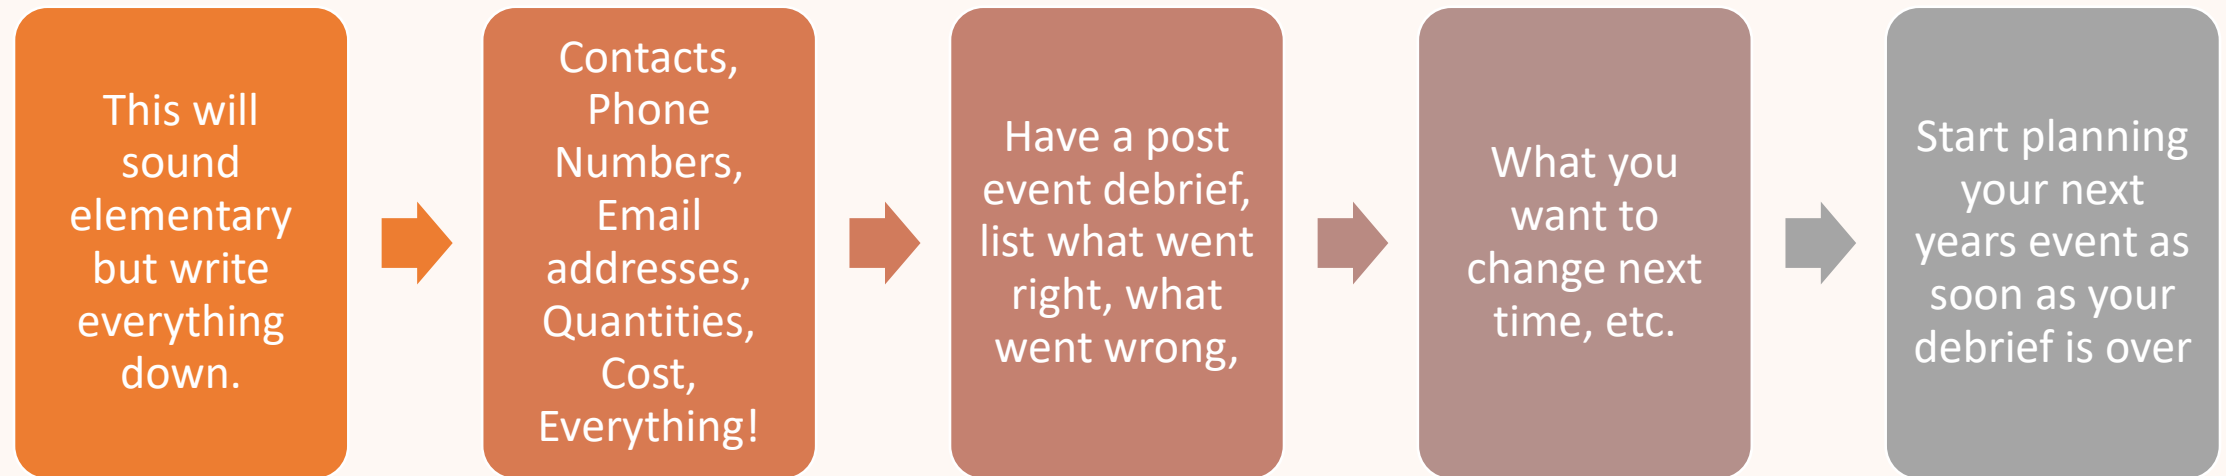 This will
sound
elementary
but write
everything
down.
Contacts,
Phone
Numbers,
Email
addresses,
Quantities,
Cost,
Everything!
Have a post
event debrief,
list what went
right, what
went wrong,
What you
want to
change next
time, etc.
Start planning
your next
years event as
soon as your
debrief is over